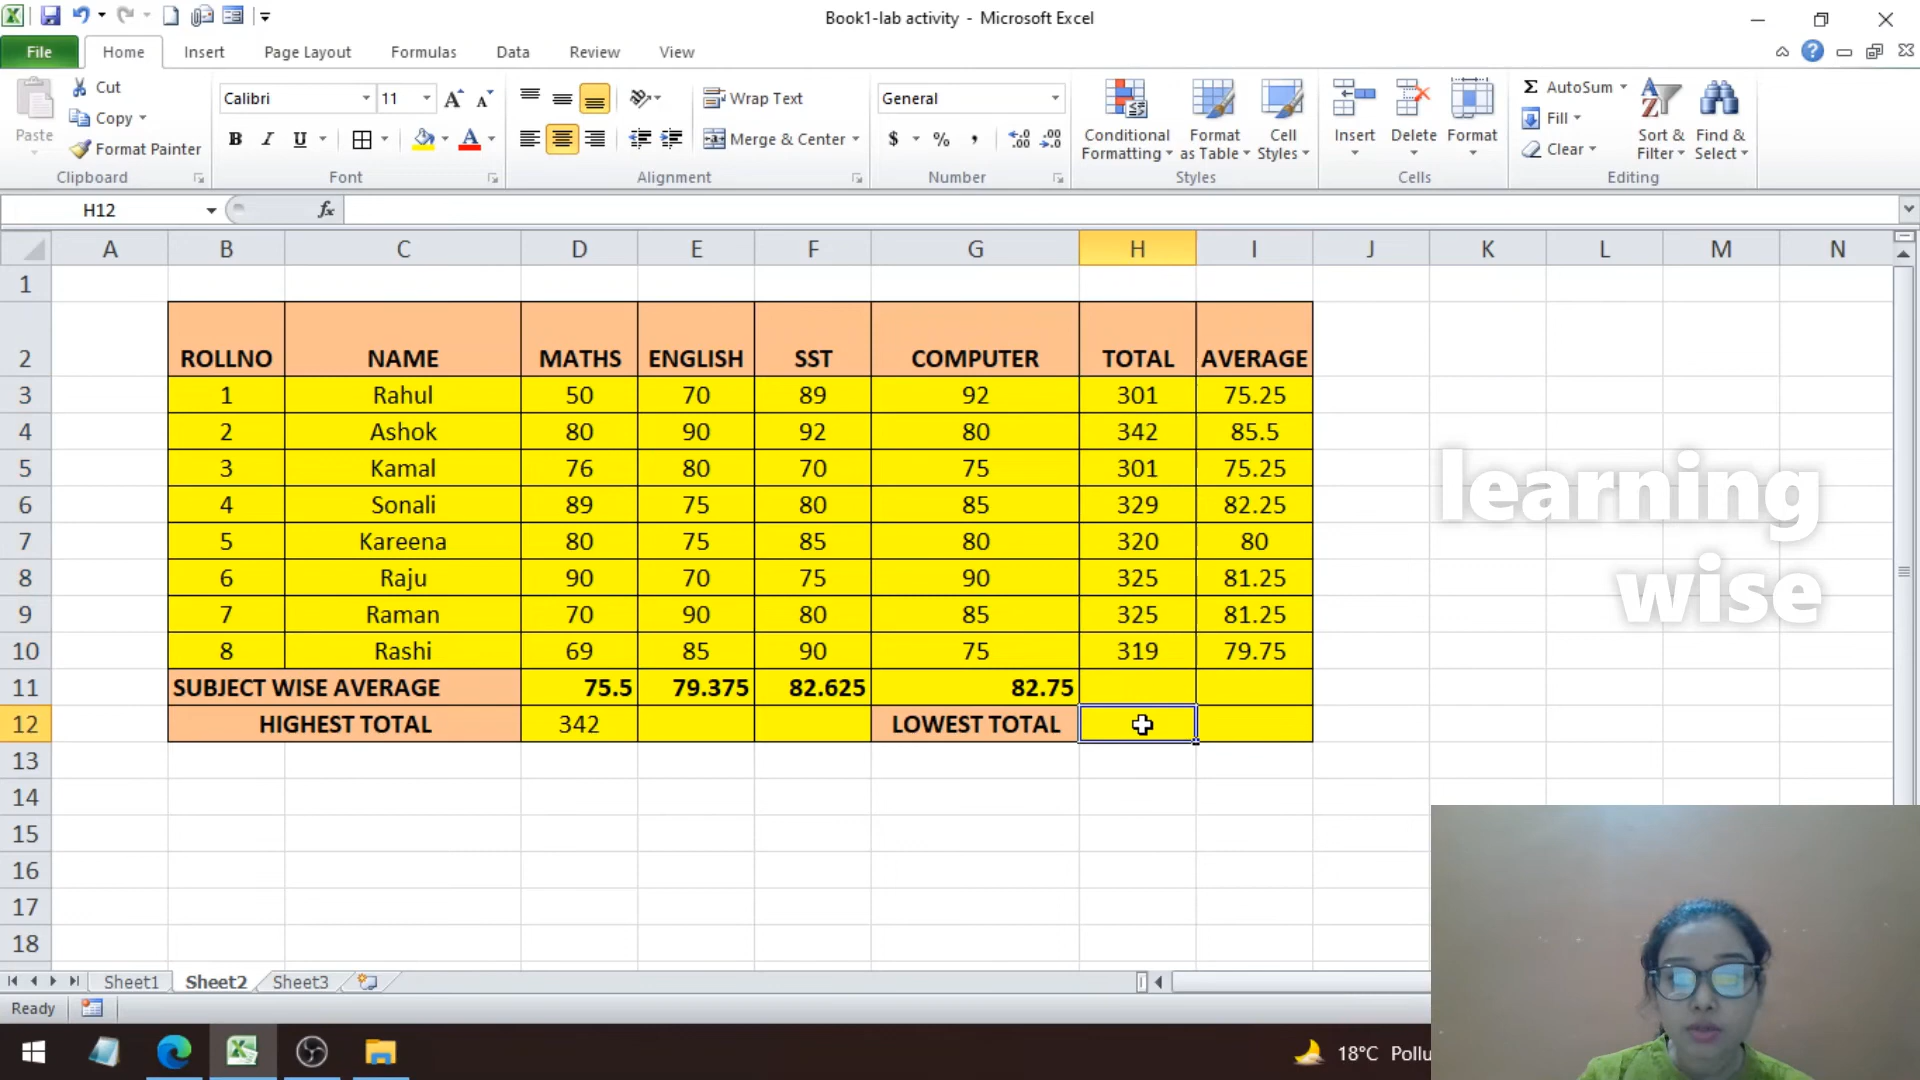 Book1-lab activity - Microsoft Excel
File Home Insert Page Layout Formulas Data Review View
Paste
Cut
Copy
Format Painter
Clipboard
Calibri 11
B I U
Font
Wrap Text
Merge & Center
Alignment
General
$ % ,
Number
Conditional Formatting
Format as Table
Cell Styles
Styles
Insert Delete Format
Cells
Σ AutoSum
Fill
Clear
Sort & Filter
Find & Select
Editing
H12 fx
A B C D E F G H I J K L M N
1
2 ROLLNO NAME MATHS ENGLISH SST COMPUTER TOTAL AVERAGE
3 1 Rahul 50 70 89 92 301 75.25
4 2 Ashok 80 90 92 80 342 85.5
5 3 Kamal 76 80 70 75 301 75.25
6 4 Sonali 89 75 80 85 329 82.25
7 5 Kareena 80 75 85 80 320 80
8 6 Raju 90 70 75 90 325 81.25
9 7 Raman 70 90 80 85 325 81.25
10 8 Rashi 69 85 90 75 319 79.75
11 SUBJECT WISE AVERAGE 75.5 79.375 82.625 82.75
12 HIGHEST TOTAL 342 LOWEST TOTAL
13
14
15
16
17
18
learning
wise
Sheet1 Sheet2 Sheet3
Ready
18°C Pollu